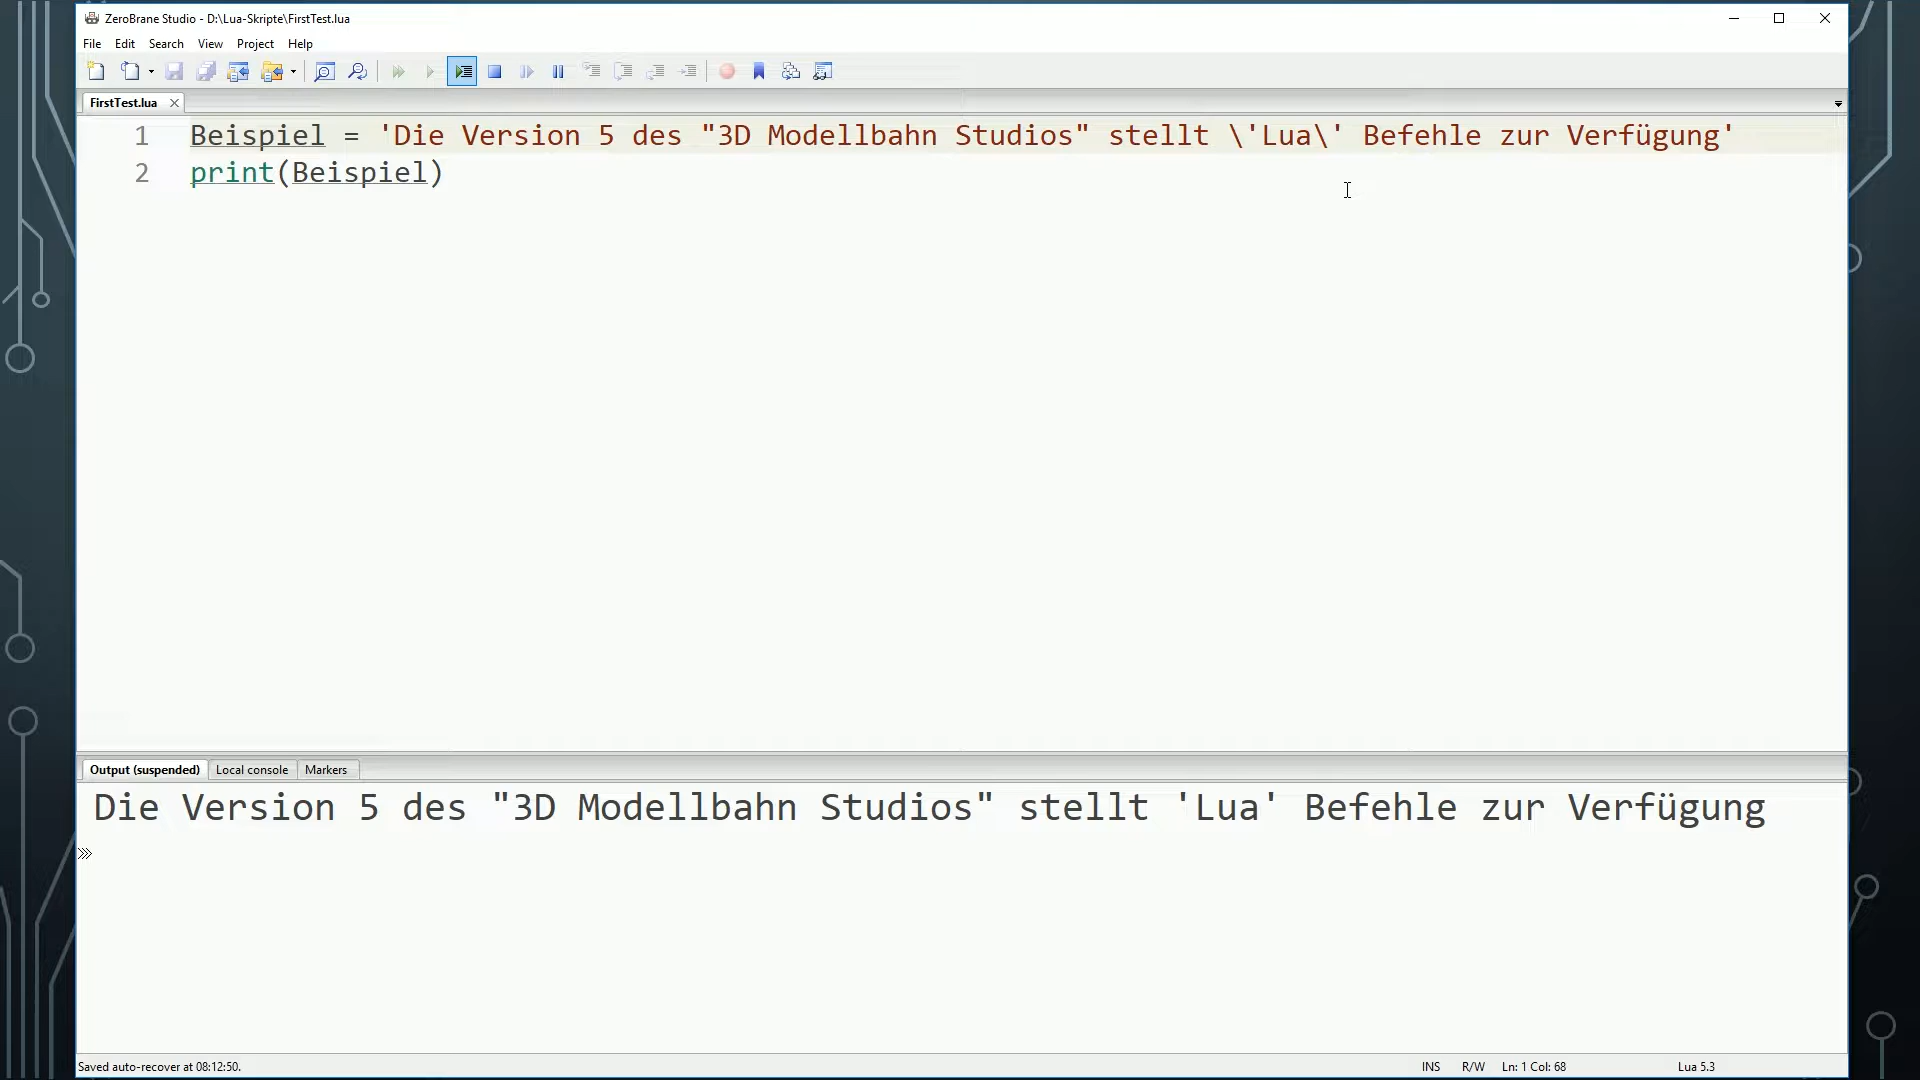 ZeroBrane Studio - D:\Lua-Skripte\FirstTest.lua
File Edit Search View Project Help
FirstTest.lua
1 Beispiel = 'Die Version 5 des "3D Modellbahn Studios" stellt \'Lua\' Befehle zur Verfügung'
2 print(Beispiel)
Output (suspended) Local console Markers
Die Version 5 des "3D Modellbahn Studios" stellt 'Lua' Befehle zur Verfügung
Saved auto-recover at 08:12:50. INS R/W Ln: 1 Col: 68 Lua 5.3